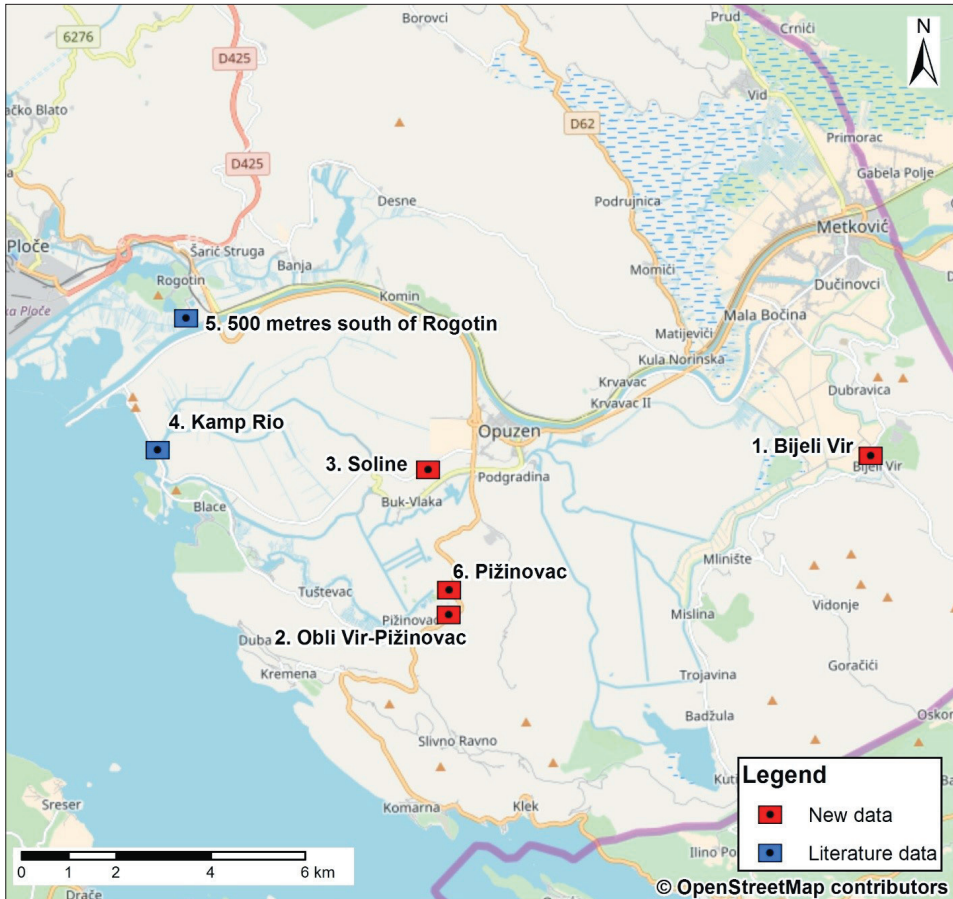 Borovci
Prud
Crnići
N
6276
D425
ačko Blato
Vid
D62
Primorac
D425
Gabela Polje
Desne
Podrujnica
Metković
Ploče
Šarić Struga
Banja
Rogotin
Momići
Dučinovci
ka Ploče
Komin
5. 500 metres south of Rogotin
Mala Bočina
Matijevići
Kula Norinska
Krvavac
Dubravica
Krvavac II
4. Kamp Rio
Opuzen
1. Bijeli Vir
3. Soline
Bijeli Vir
Podgradina
Buk-Vlaka
Blace
Mlinište
6. Pižinovac
Tuštevac
Vidonje
Mislina
Pižinovac
2. Obli Vir-Pižinovac
Duba
Goračići
Kremena
Trojavina
Badžula
Oskor
Slivno Ravno
Legend
Kuti
Sreser
Komarna
Klek
New data
Ilino Po
Literature data
0 1 2 4 6 km
Drače
© OpenStreetMap contributors